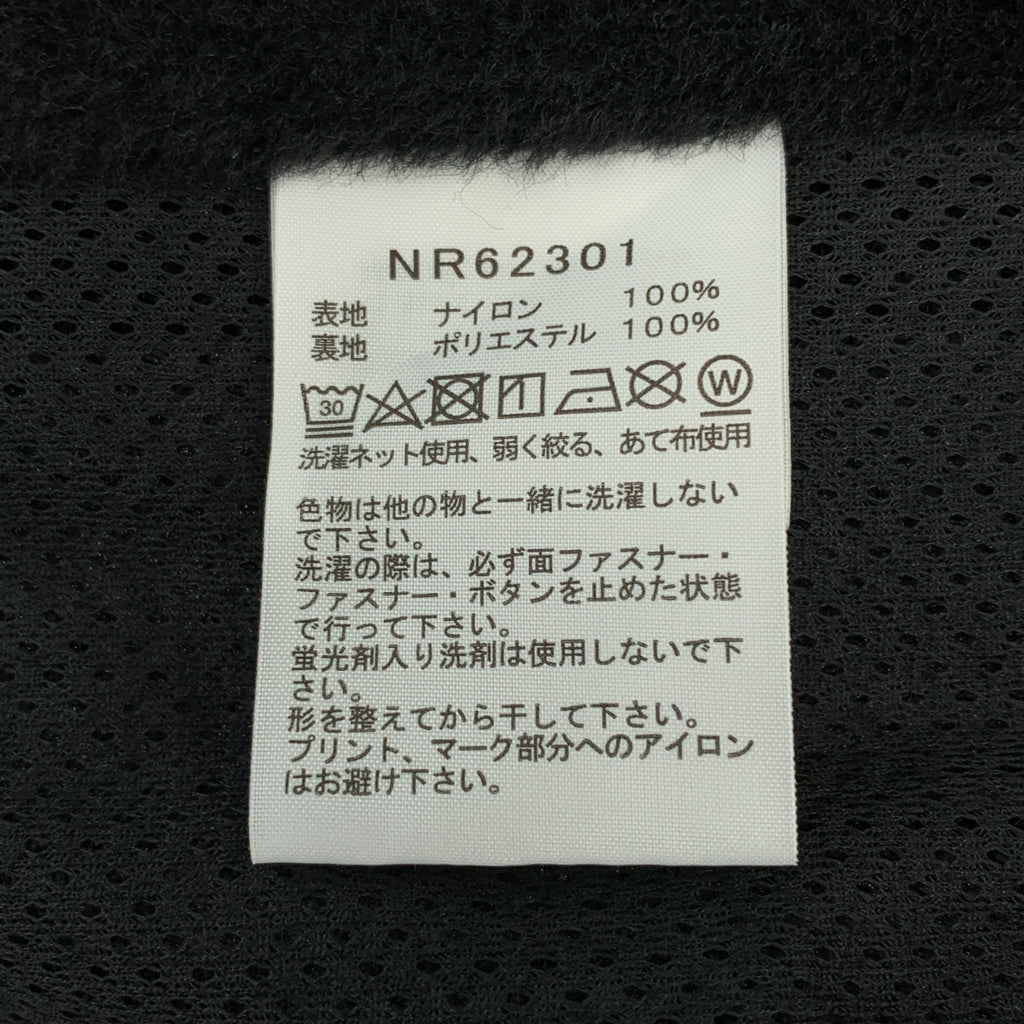 NR62301
表地 ナイロン 100%
裏地 ポリエステル 100%
30 W
洗濯ネット使用、弱く絞る、あて布使用
色物は他の物と一緒に洗濯しない
で下さい。
洗濯の際は、必ず面ファスナー・
ファスナー・ボタンを止めた状態
で行って下さい。
蛍光剤入り洗剤は使用しないで下
さい。
形を整えてから干して下さい。
プリント、マーク部分へのアイロン
はお避け下さい。